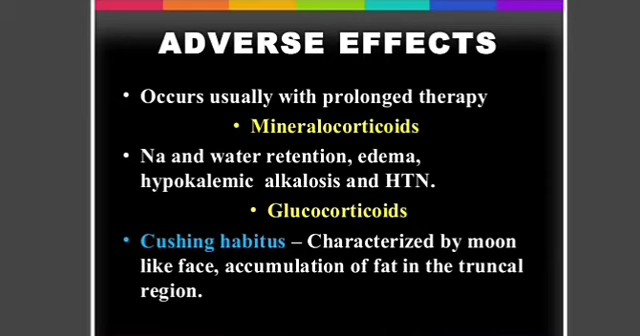 ADVERSE EFFECTS
• Occurs usually with prolonged therapy
• Mineralocorticoids
• Na and water retention, edema,
hypokalemic alkalosis and HTN.
• Glucocorticoids
• Cushing habitus – Characterized by moon
like face, accumulation of fat in the truncal
region.